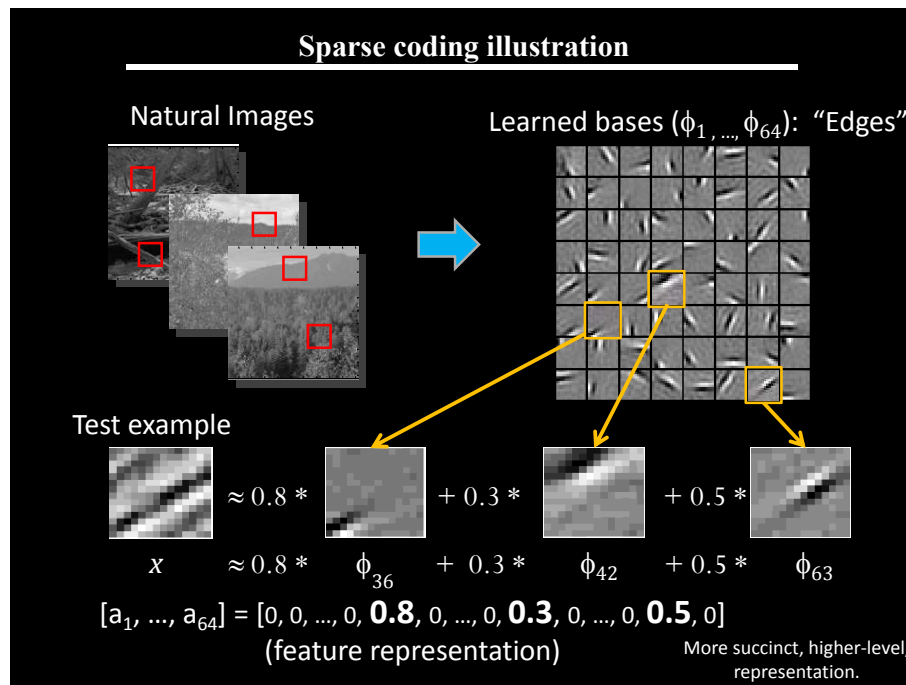 Sparse coding illustration
Natural Images
Learned bases (ϕ₁ , …, ϕ₆₄): “Edges”
Test example
≈ 0.8 * + 0.3 * + 0.5 *
x ≈ 0.8 * ϕ₃₆ + 0.3 * ϕ₄₂ + 0.5 * ϕ₆₃
[a₁, …, a₆₄] = [0, 0, …, 0, 0.8, 0, …, 0, 0.3, 0, …, 0, 0.5, 0]
(feature representation)
More succinct, higher-level,
representation.